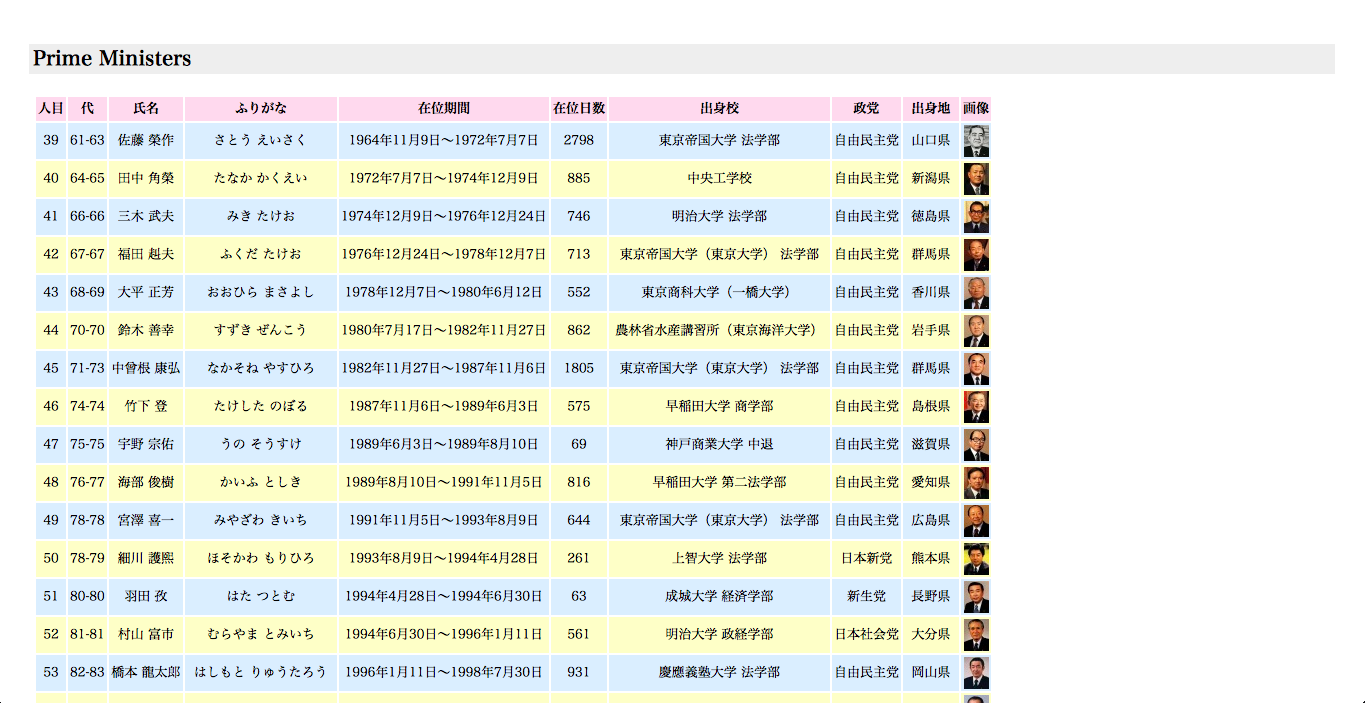 Prime Ministers
人目 代 氏名 ふりがな 在位期間 在位日数 出身校 政党 出身地 画像
39 61-63 佐藤 榮作 さとう えいさく 1964年11月9日〜1972年7月7日 2798 東京帝国大学 法学部 自由民主党 山口県
40 64-65 田中 角榮 たなか かくえい 1972年7月7日〜1974年12月9日 885 中央工学校 自由民主党 新潟県
41 66-66 三木 武夫 みき たけお 1974年12月9日〜1976年12月24日 746 明治大学 法学部 自由民主党 徳島県
42 67-67 福田 赳夫 ふくだ たけお 1976年12月24日〜1978年12月7日 713 東京帝国大学（東京大学） 法学部 自由民主党 群馬県
43 68-69 大平 正芳 おおひら まさよし 1978年12月7日〜1980年6月12日 552 東京商科大学（一橋大学） 自由民主党 香川県
44 70-70 鈴木 善幸 すずき ぜんこう 1980年7月17日〜1982年11月27日 862 農林省水産講習所（東京海洋大学） 自由民主党 岩手県
45 71-73 中曾根 康弘 なかそね やすひろ 1982年11月27日〜1987年11月6日 1805 東京帝国大学（東京大学） 法学部 自由民主党 群馬県
46 74-74 竹下 登 たけした のぼる 1987年11月6日〜1989年6月3日 575 早稲田大学 商学部 自由民主党 島根県
47 75-75 宇野 宗佑 うの そうすけ 1989年6月3日〜1989年8月10日 69 神戸商業大学 中退 自由民主党 滋賀県
48 76-77 海部 俊樹 かいふ としき 1989年8月10日〜1991年11月5日 816 早稲田大学 第二法学部 自由民主党 愛知県
49 78-78 宮澤 喜一 みやざわ きいち 1991年11月5日〜1993年8月9日 644 東京帝国大学（東京大学） 法学部 自由民主党 広島県
50 78-79 細川 護熙 ほそかわ もりひろ 1993年8月9日〜1994年4月28日 261 上智大学 法学部 日本新党 熊本県
51 80-80 羽田 孜 はた つとむ 1994年4月28日〜1994年6月30日 63 成城大学 経済学部 新生党 長野県
52 81-81 村山 富市 むらやま とみいち 1994年6月30日〜1996年1月11日 561 明治大学 政経学部 日本社会党 大分県
53 82-83 橋本 龍太郎 はしもと りゅうたろう 1996年1月11日〜1998年7月30日 931 慶應義塾大学 法学部 自由民主党 岡山県